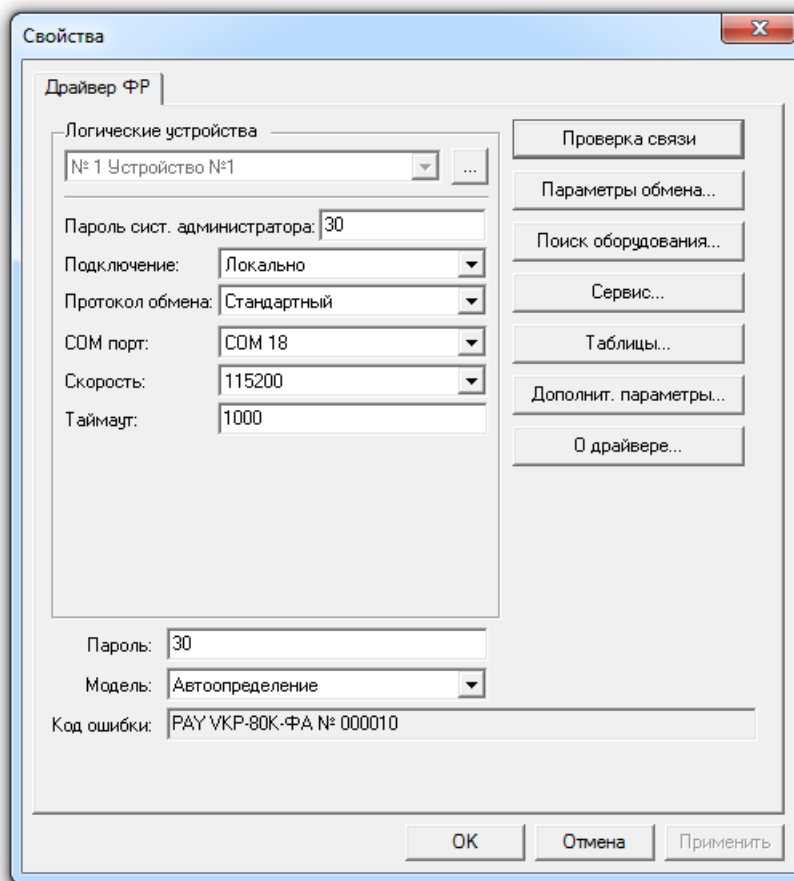 Свойства
Драйвер ФР
Логические устройства
№ 1 Устройство №1
...
Пароль сист. администратора: 30
Подключение: Локально
Протокол обмена: Стандартный
COM порт: COM 18
Скорость: 115200
Таймаут: 1000
Проверка связи
Параметры обмена...
Поиск оборудования...
Сервис...
Таблицы...
Дополнит. параметры...
О драйвере...
Пароль: 30
Модель: Автоопределение
Код ошибки: PAY VKP-80K-ФА № 000010
OK
Отмена
Применить